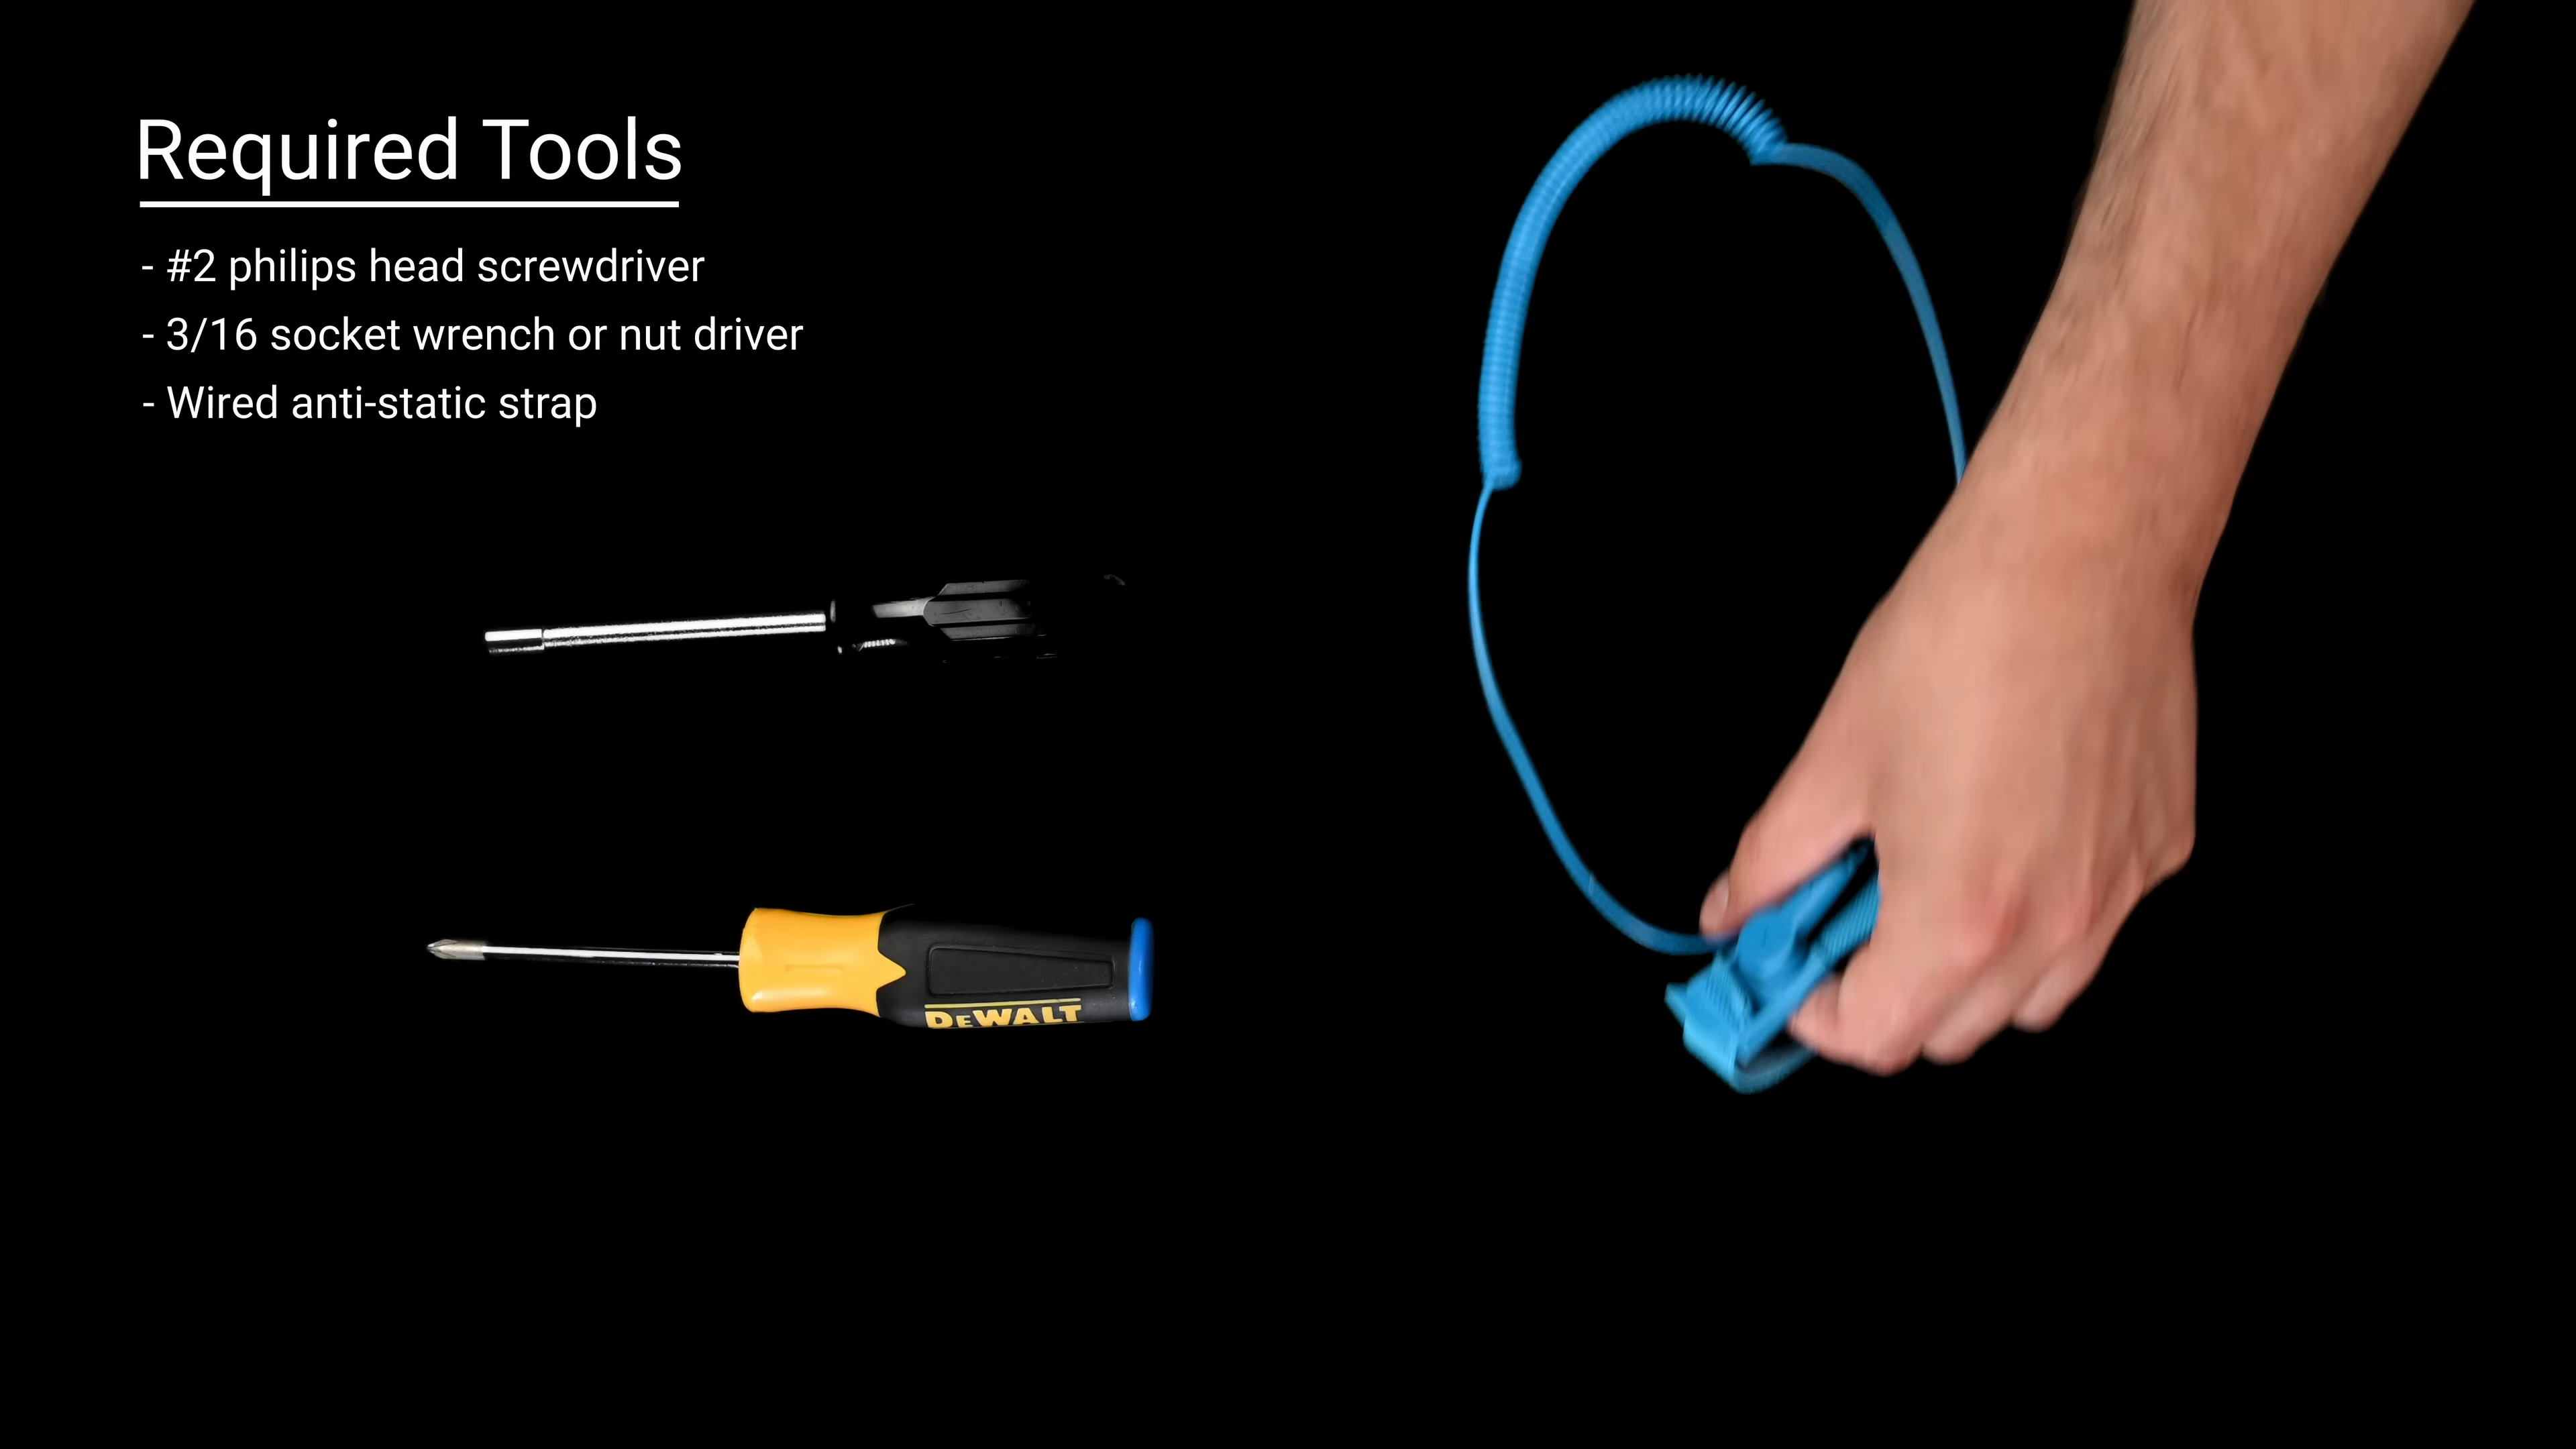 Required Tools
- #2 philips head screwdriver
- 3/16 socket wrench or nut driver
- Wired anti-static strap
DEWALT